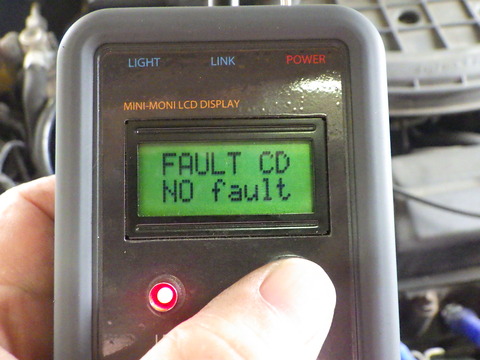 LIGHT LINK POWER
MINI-MONI LCD DISPLAY
FAULT CD
NO fault